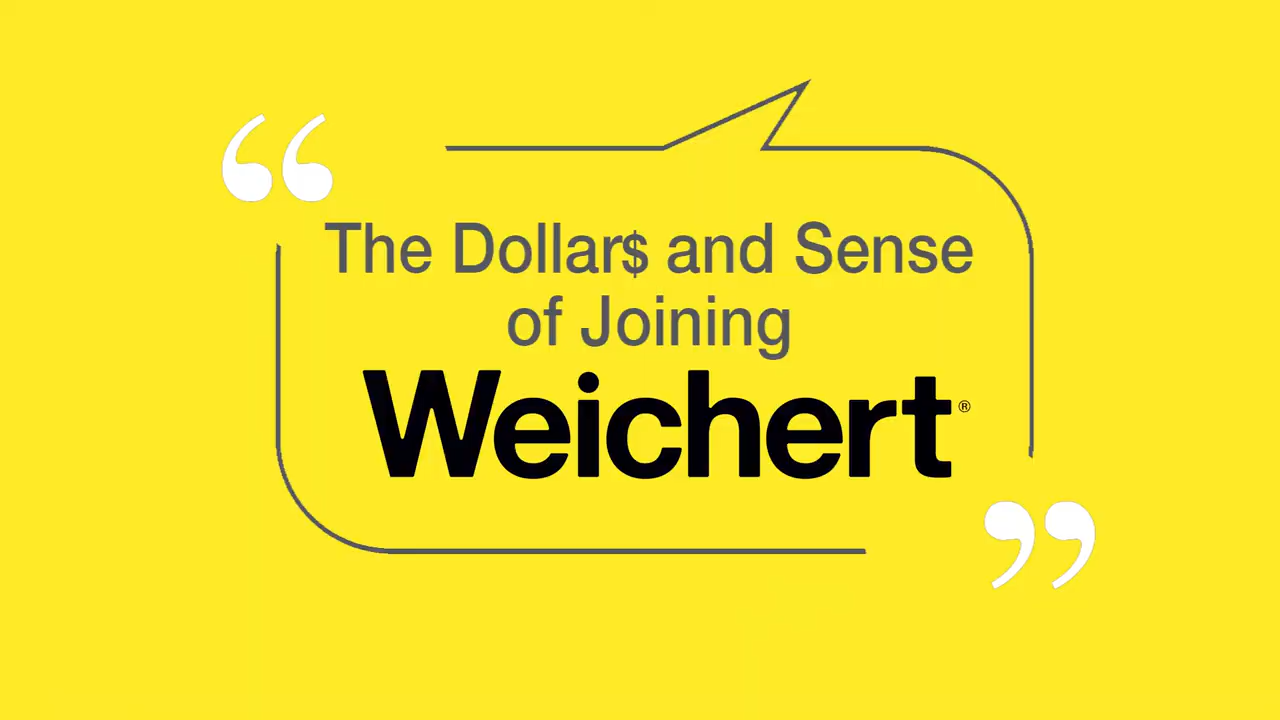 “
The Dollar$ and Sense
of Joining
Weichert®
”